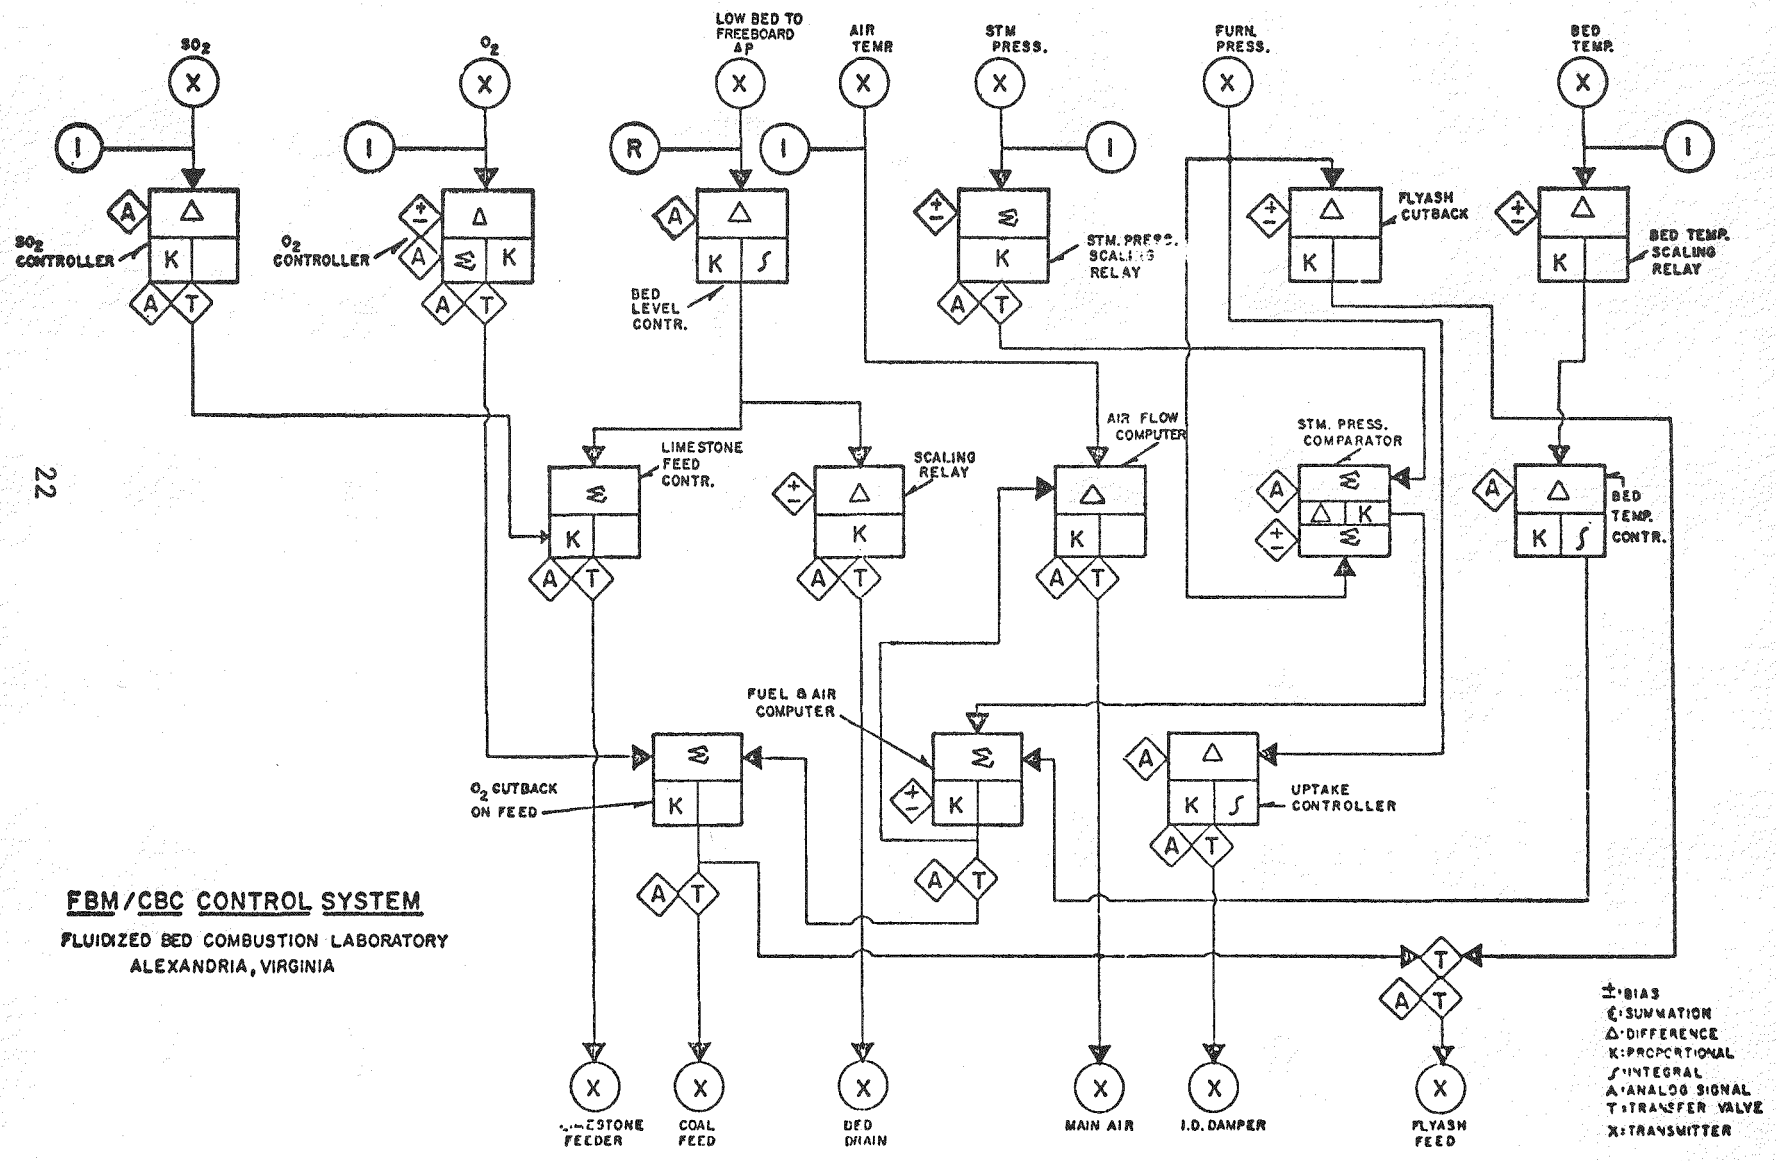 SO2
O2
LOW BED TO
FREEBOARD
ΔP
AIR
TEMP.
STM
PRESS.
FURN.
PRESS.
BED
TEMP.
X
X
X
X
X
X
X
I
I
R
I
I
I
A
Δ
K
A
T
SO2
CONTROLLER
±
A
Δ
Σ
K
A
T
O2
CONTROLLER
A
Δ
K
∫
BED
LEVEL
CONTR.
±
Σ
K
A
T
STM. PRESS.
SCALING
RELAY
±
Δ
K
FLYASH
CUTBACK
±
Δ
K
BED TEMP.
SCALING
RELAY
22
LIMESTONE
FEED
CONTR.
Σ
K
A
T
SCALING
RELAY
±
Δ
K
A
T
AIR FLOW
COMPUTER
Δ
K
A
T
STM. PRESS.
COMPARATOR
A
±
Σ
Δ
K
Σ
A
Δ
K
∫
BED
TEMP.
CONTR.
FUEL & AIR
COMPUTER
Σ
K
O2 CUTBACK
ON FEED
A
T
±
Σ
K
A
T
A
Δ
K
∫
A
T
UPTAKE
CONTROLLER
T
A
T
FBM/CBC CONTROL SYSTEM
FLUIDIZED BED COMBUSTION LABORATORY
ALEXANDRIA, VIRGINIA
X
X
X
X
X
X
LIMESTONE
FEEDER
COAL
FEED
BED
DRAIN
MAIN AIR
I.D. DAMPER
FLYASH
FEED
±:BIAS
Σ:SUMMATION
Δ:DIFFERENCE
K:PROPORTIONAL
∫:INTEGRAL
A:ANALOG SIGNAL
T:TRANSFER VALVE
X:TRANSMITTER